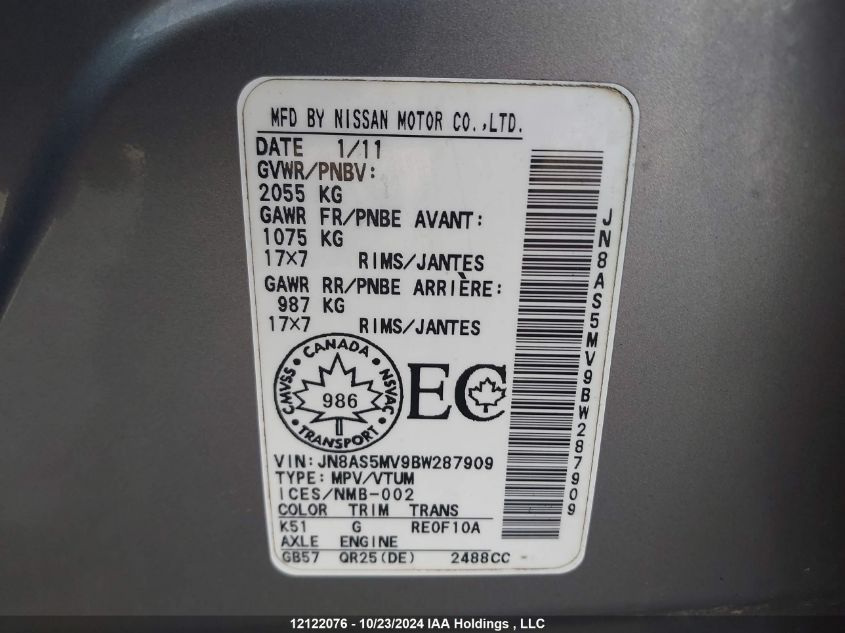 MFD BY NISSAN MOTOR CO.,LTD.
DATE 1/11
GVWR/PNBV:
2055 KG
GAWR FR/PNBE AVANT:
1075 KG
17×7 RIMS/JANTES
GAWR RR/PNBE ARRIÈRE:
987 KG
17×7 RIMS/JANTES
CANADA
CMVSS
NSVAC
986
TRANSPORT
EC
VIN: JN8AS5MV9BW287909
TYPE: MPV/VTUM
ICES/NMB-002
COLOR TRIM TRANS
K51 G RE0F10A
AXLE ENGINE
GB57 QR25(DE) 2488CC -
JN8AS5MV9BW287909
12122076 - 10/23/2024 IAA Holdings , LLC